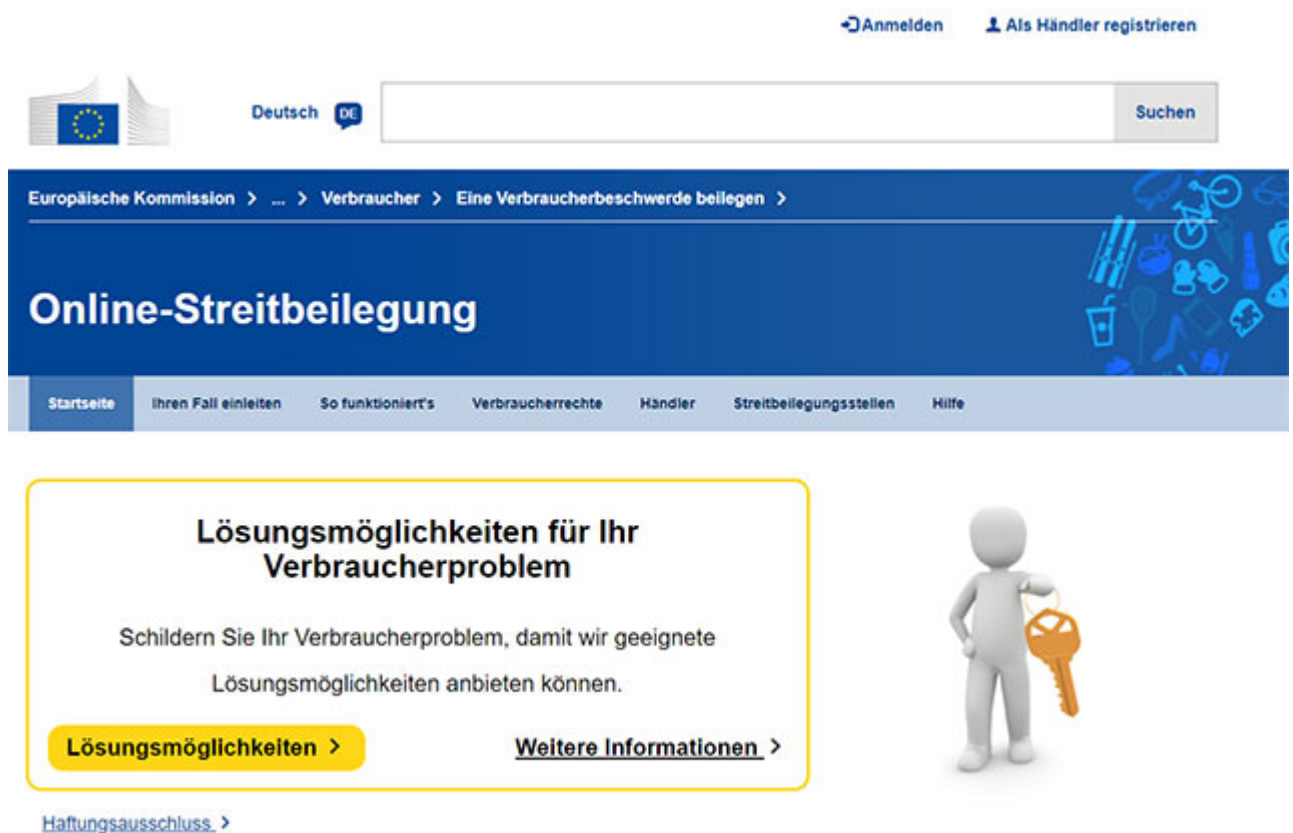 Anmelden Als Händler registrieren
Deutsch DE Suchen
Europäische Kommission > ... > Verbraucher > Eine Verbraucherbeschwerde beilegen >
Online-Streitbeilegung
Startseite Ihren Fall einleiten So funktioniert's Verbraucherrechte Händler Streitbeilegungsstellen Hilfe
Lösungsmöglichkeiten für Ihr
Verbraucherproblem
Schildern Sie Ihr Verbraucherproblem, damit wir geeignete
Lösungsmöglichkeiten anbieten können.
Lösungsmöglichkeiten > Weitere Informationen >
Haftungsausschluss >